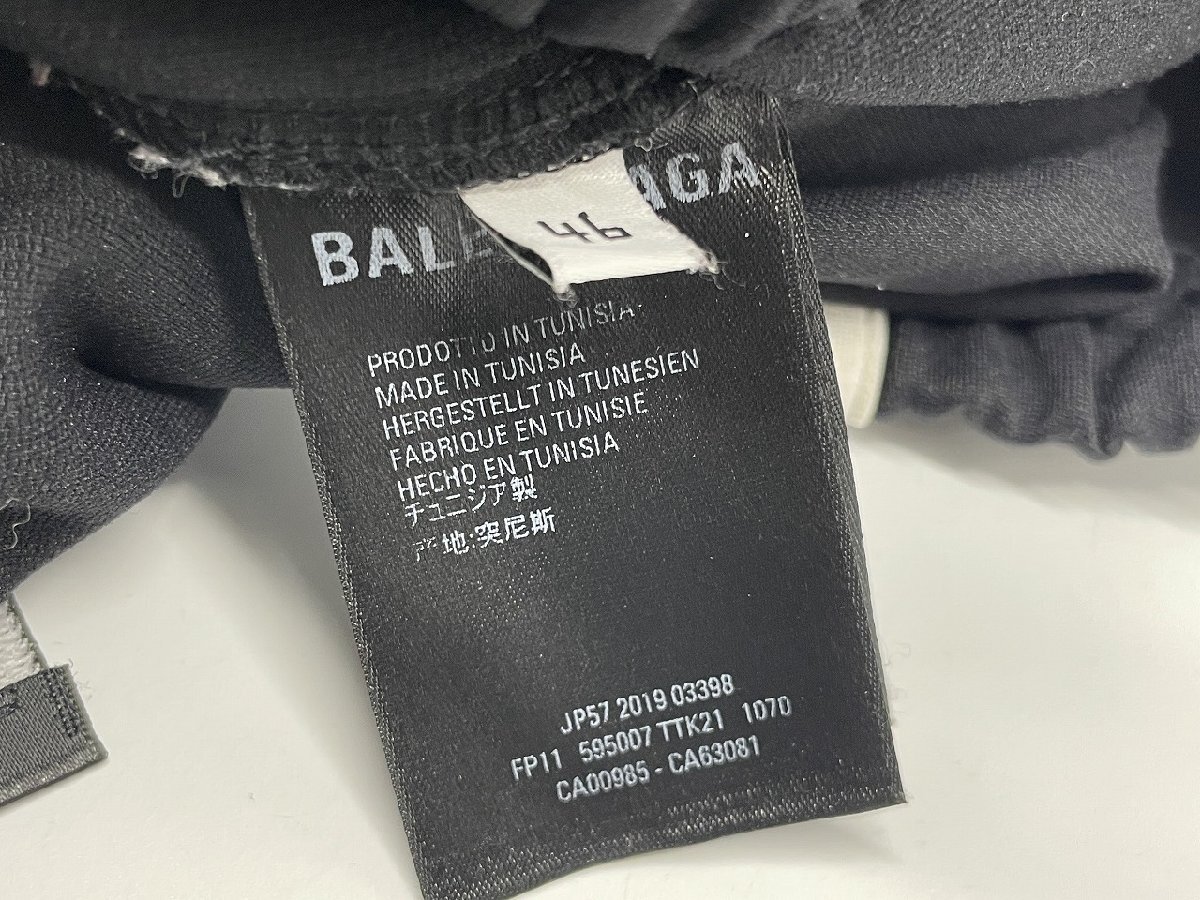 BALE AGA
46
PRODOTTO IN TUNISIA
MADE IN TUNISIA
HERGESTELLT IN TUNESIEN
FABRIQUE EN TUNISIE
HECHO EN TUNISIA
チュニジア製
产地:突尼斯
JP57 2019 03398
FP11 595007 TTK21 1070
CA00985 - CA63081